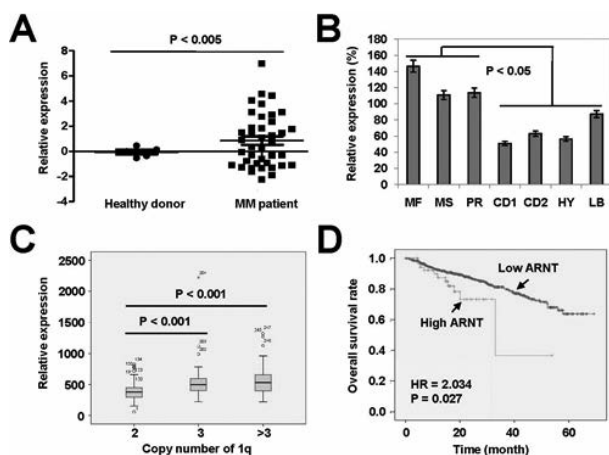 A
P < 0.005
Relative expression
8
6
4
2
0
-2
-4
Healthy donor
MM patient
B
P < 0.05
Relative expression (%)
180
160
140
120
100
80
60
40
20
0
MF MS PR CD1 CD2 HY LB
C
P < 0.001
P < 0.001
Relative expression
2500
2000
1500
1000
500
0
2 3 >3
Copy number of 1q
D
Low ARNT
High ARNT
HR = 2.034
P = 0.027
Overall survival rate
1.0
0.8
0.6
0.4
0.2
0.0
0 20 40 60
Time (month)